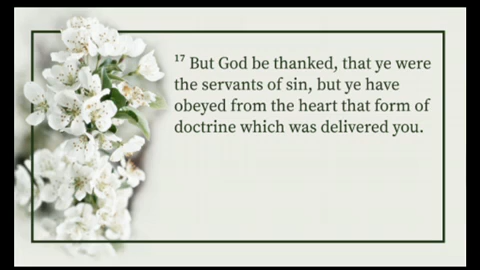 ¹⁷ But God be thanked, that ye were
the servants of sin, but ye have
obeyed from the heart that form of
doctrine which was delivered you.